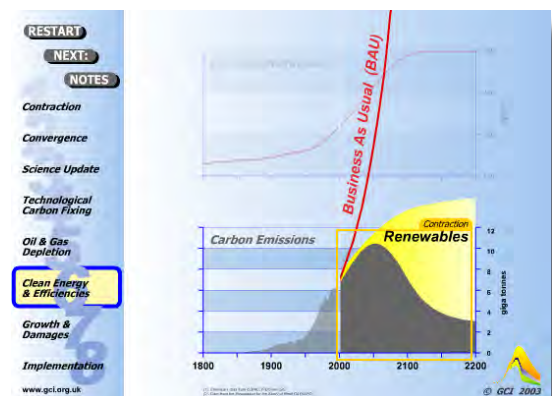 RESTART
NEXT:
NOTES
Contraction
Convergence
Science Update
Technological
Carbon Fixing
Oil & Gas
Depletion
Clean Energy
& Efficiencies
Growth &
Damages
Implementation
www.gci.org.uk
Business As Usual (BAU)
Carbon Emissions
Contraction
Renewables
12
10
8
6
4
2
0
giga tonnes
1800
1900
2000
2100
2200
© GCI 2003